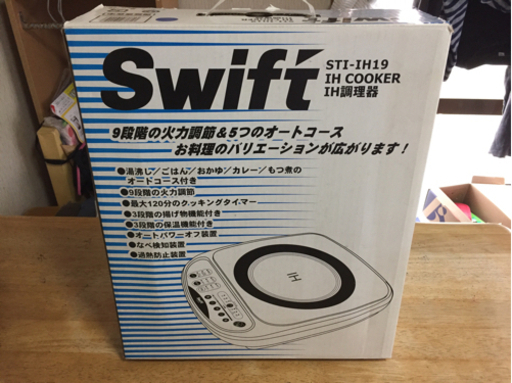 Swift
STI-IH19
IH COOKER
IH調理器
9段階の火力調節&5つのオートコース
お料理のバリエーションが広がります!
●湯沸し/ごはん/おかゆ/カレー/もつ煮の
オートコース付き
●9段階の火力調節
●最大120分のクッキングタイマー
●3段階の揚げ物機能付き
●3段階の保温機能付き
●オートパワーオフ装置
●なべ検知装置
●過熱防止装置
IH